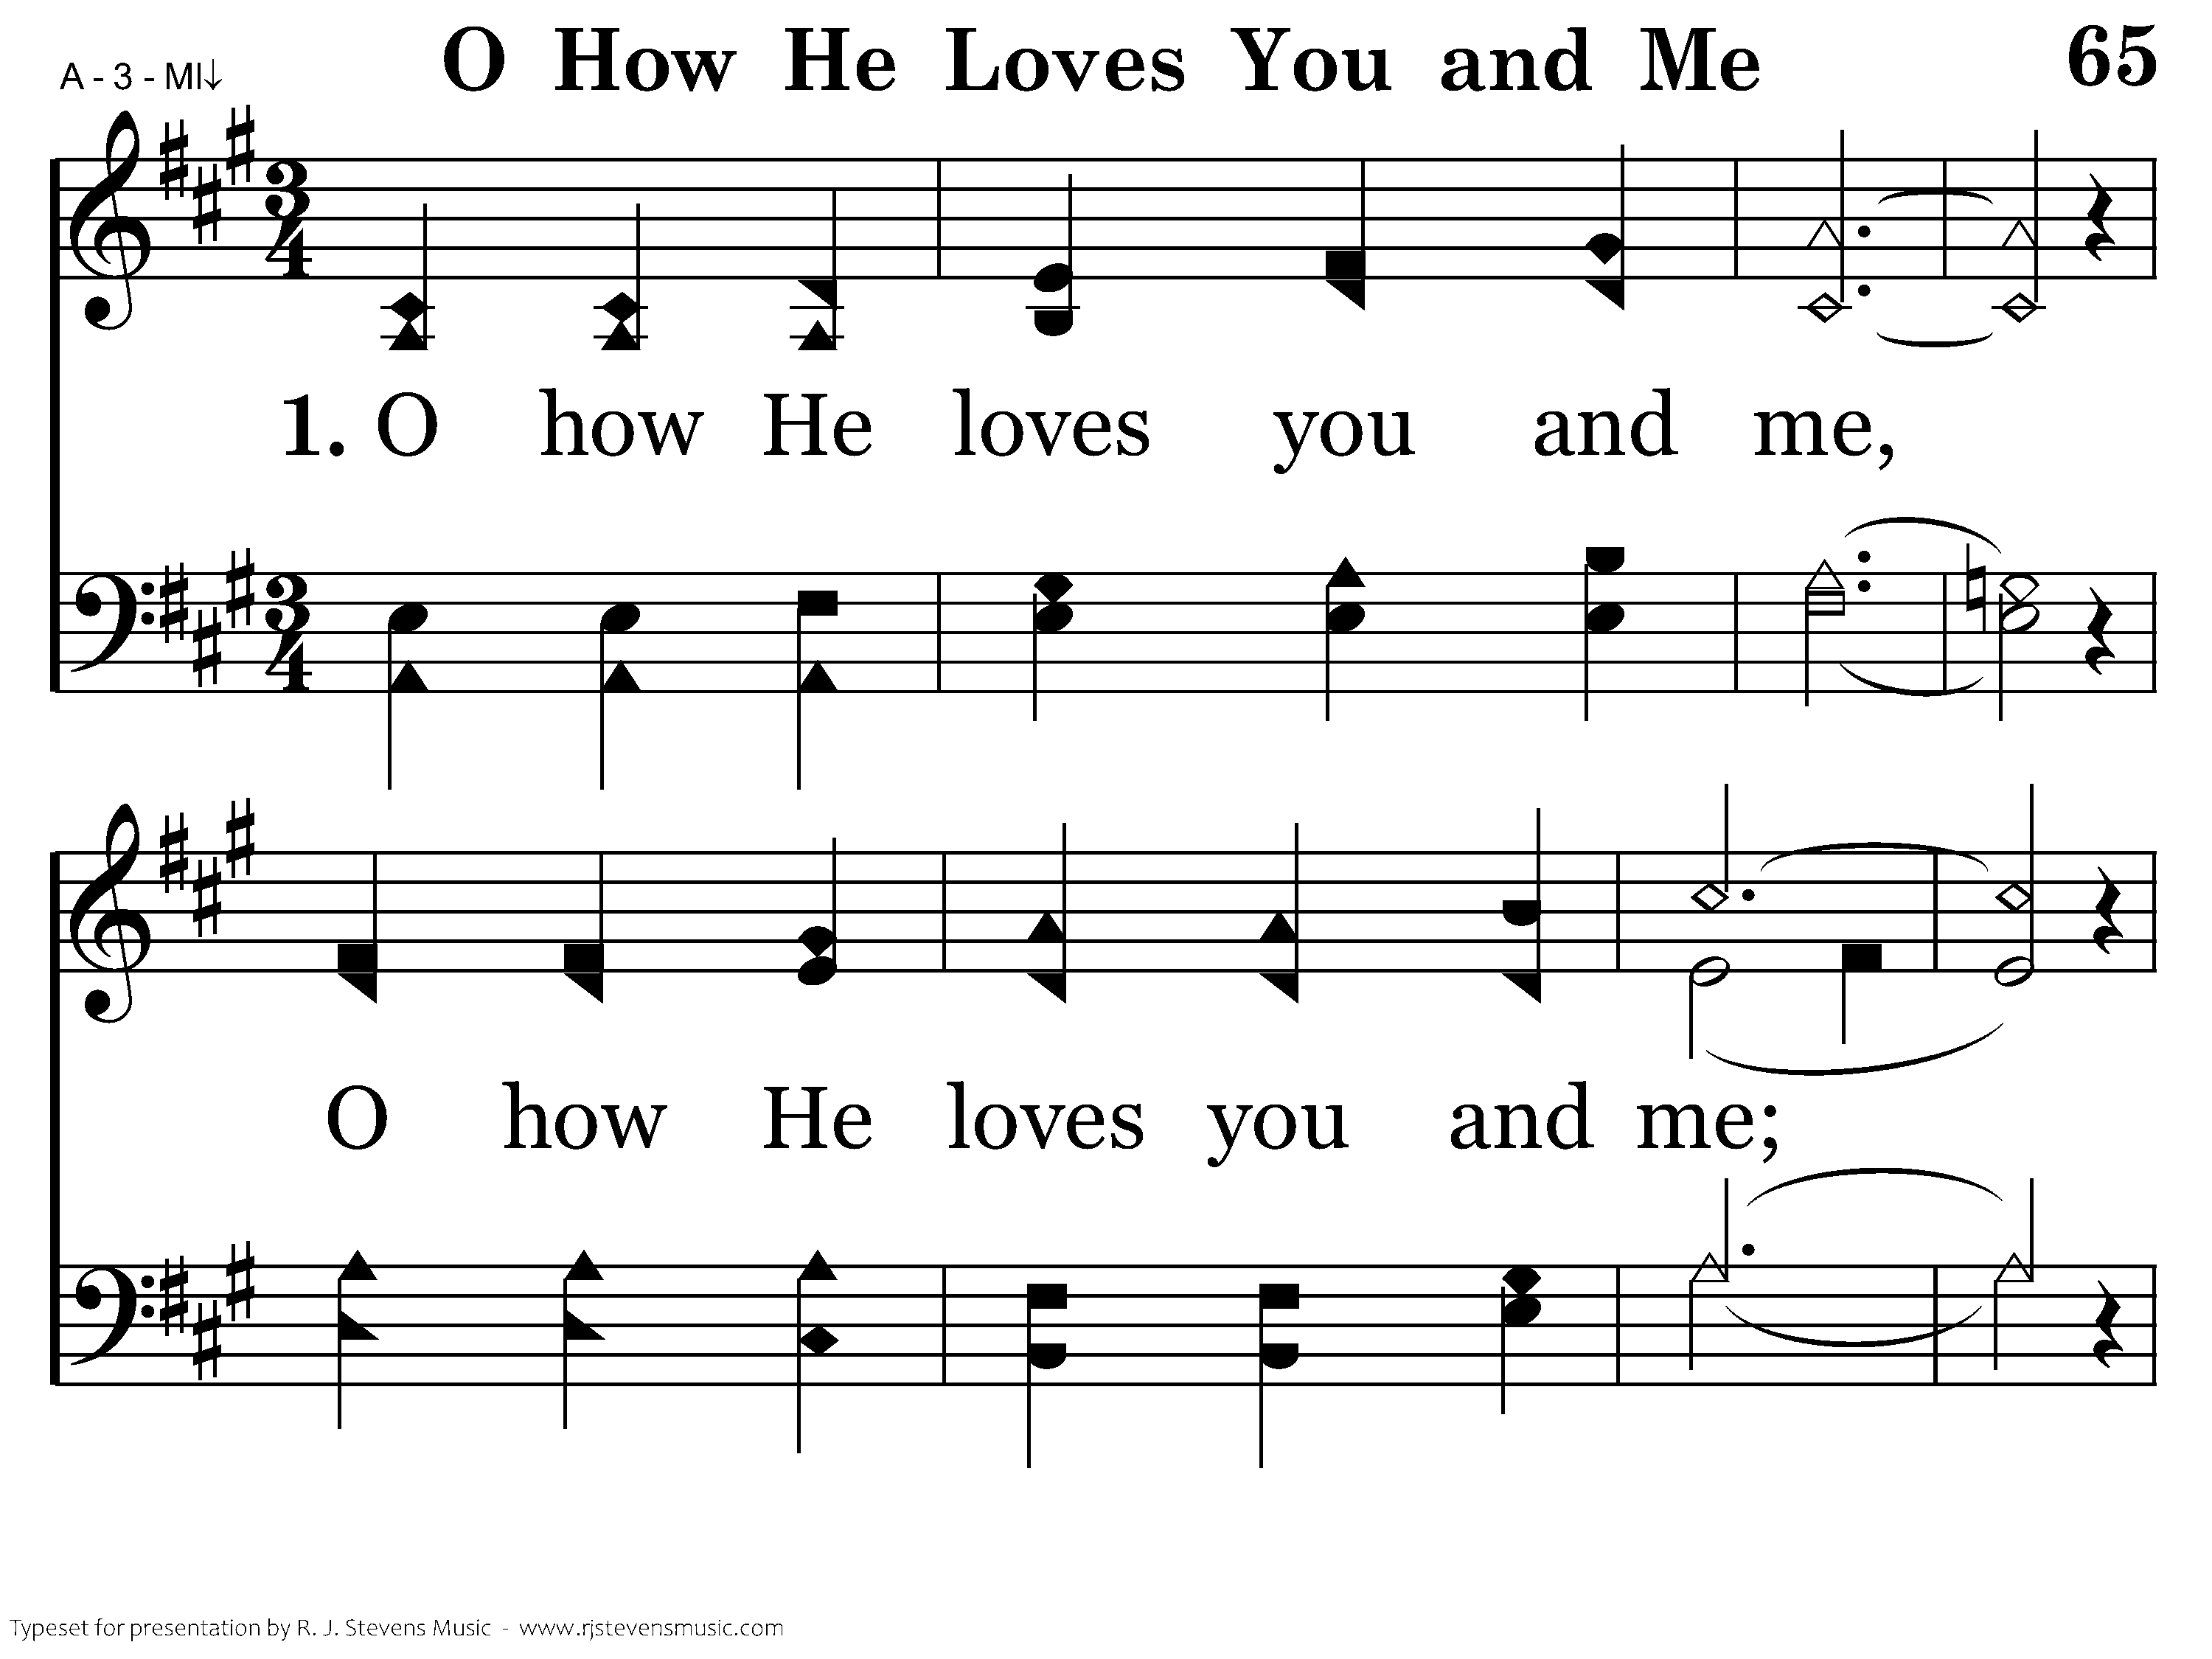 O How He Loves You and Me 65
A - 3 - MI↓
1. O how He loves you and me,
O how He loves you and me;
Typeset for presentation by R. J. Stevens Music - www.rjstevensmusic.com